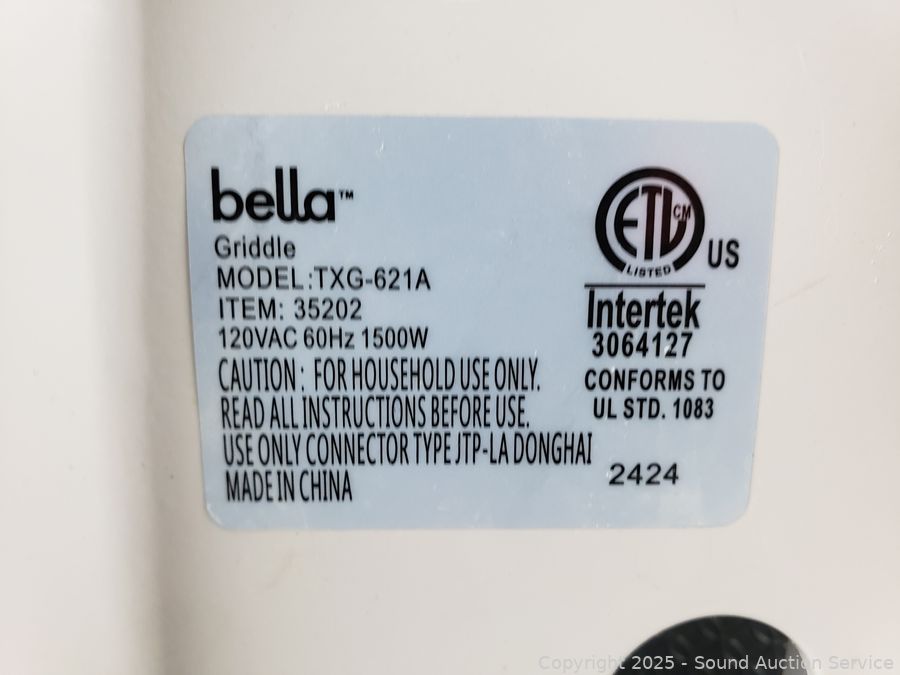 bella™
Griddle
MODEL:TXG-621A
ITEM: 35202
120VAC 60Hz 1500W
CAUTION: FOR HOUSEHOLD USE ONLY.
READ ALL INSTRUCTIONS BEFORE USE.
USE ONLY CONNECTOR TYPE JTP-LA DONGHAI
MADE IN CHINA
ETL CM
LISTED
US
Intertek
3064127
CONFORMS TO
UL STD. 1083
2424
Copyright 2025 - Sound Auction Service